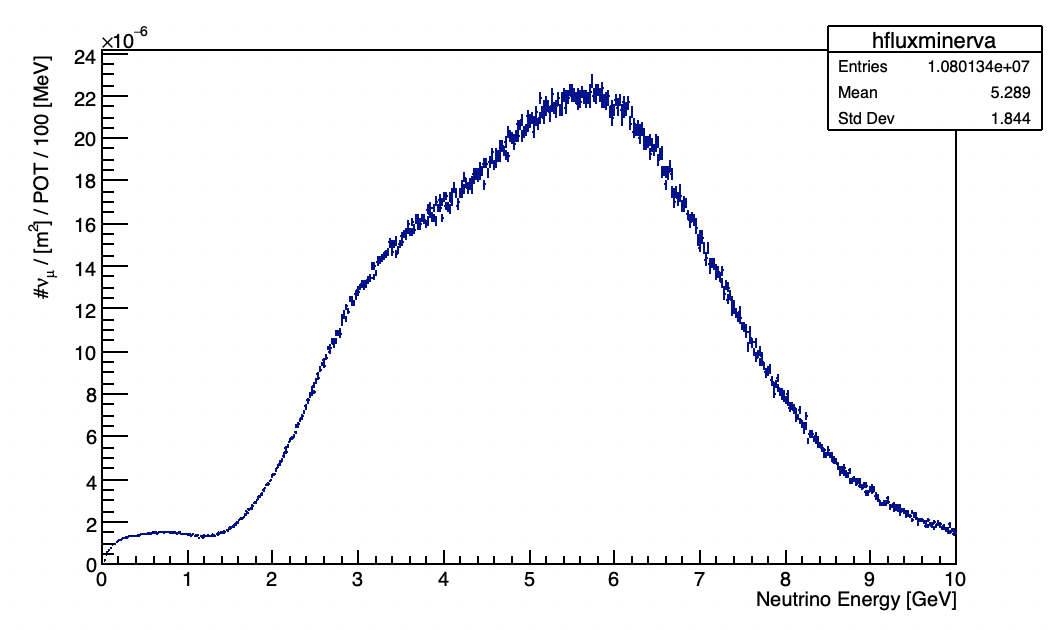 ×10⁻⁶
hfluxminerva
Entries 1.080134e+07
Mean 5.289
Std Dev 1.844
#νμ / [m²] / POT / 100 [MeV]
24
22
20
18
16
14
12
10
8
6
4
2
0
0 1 2 3 4 5 6 7 8 9 10
Neutrino Energy [GeV]